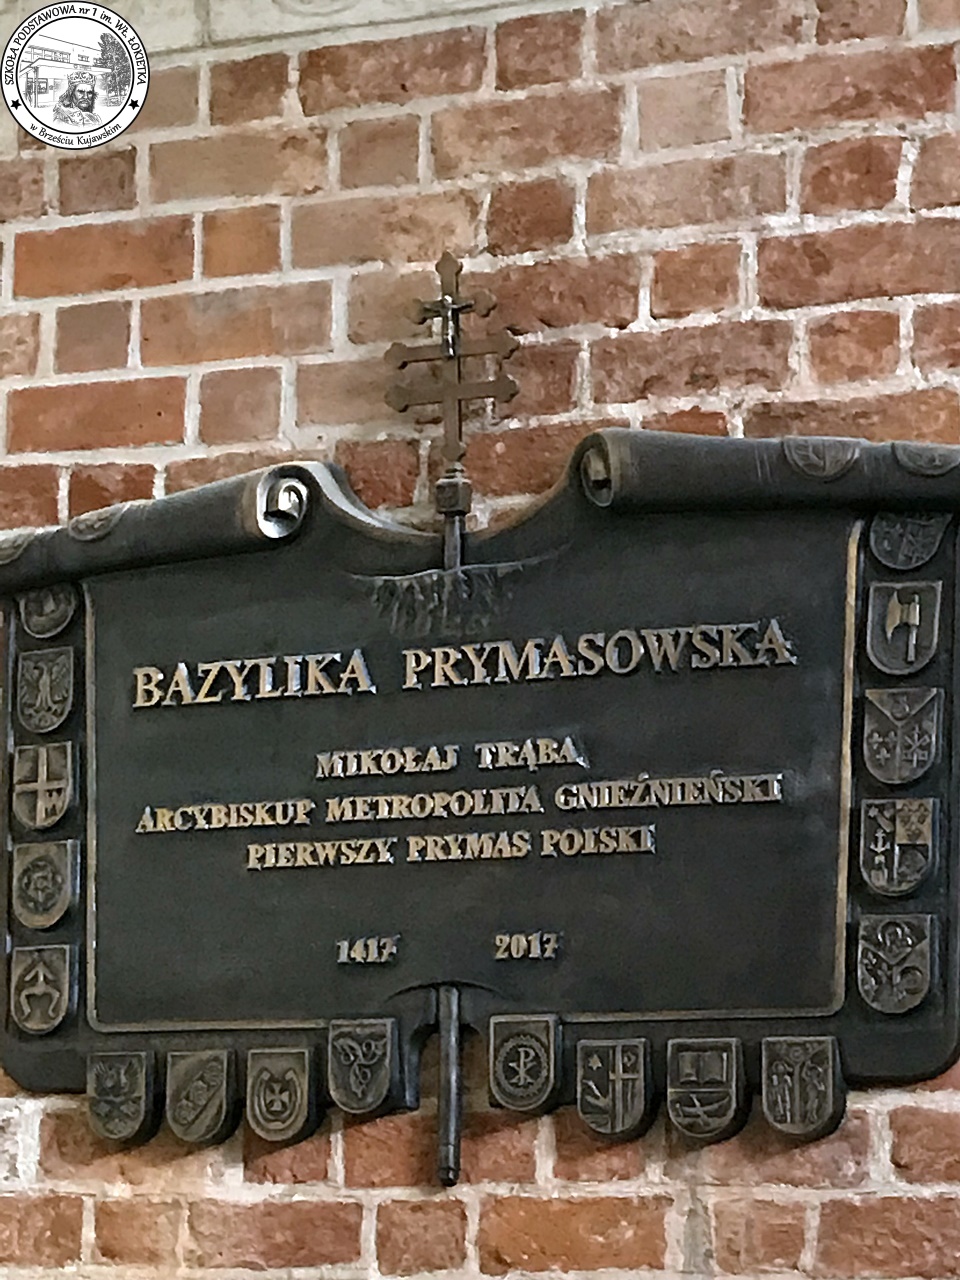 SZKOŁA PODSTAWOWA nr 1 im. WŁ. ŁOKIETKA
w Brześciu Kujawskim
BAZYLIKA PRYMASOWSKA
MIKOŁAJ TRĄBA
ARCYBISKUP METROPOLITA GNIEŹNIEŃSKI
PIERWSZY PRYMAS POLSKI
1417 2017